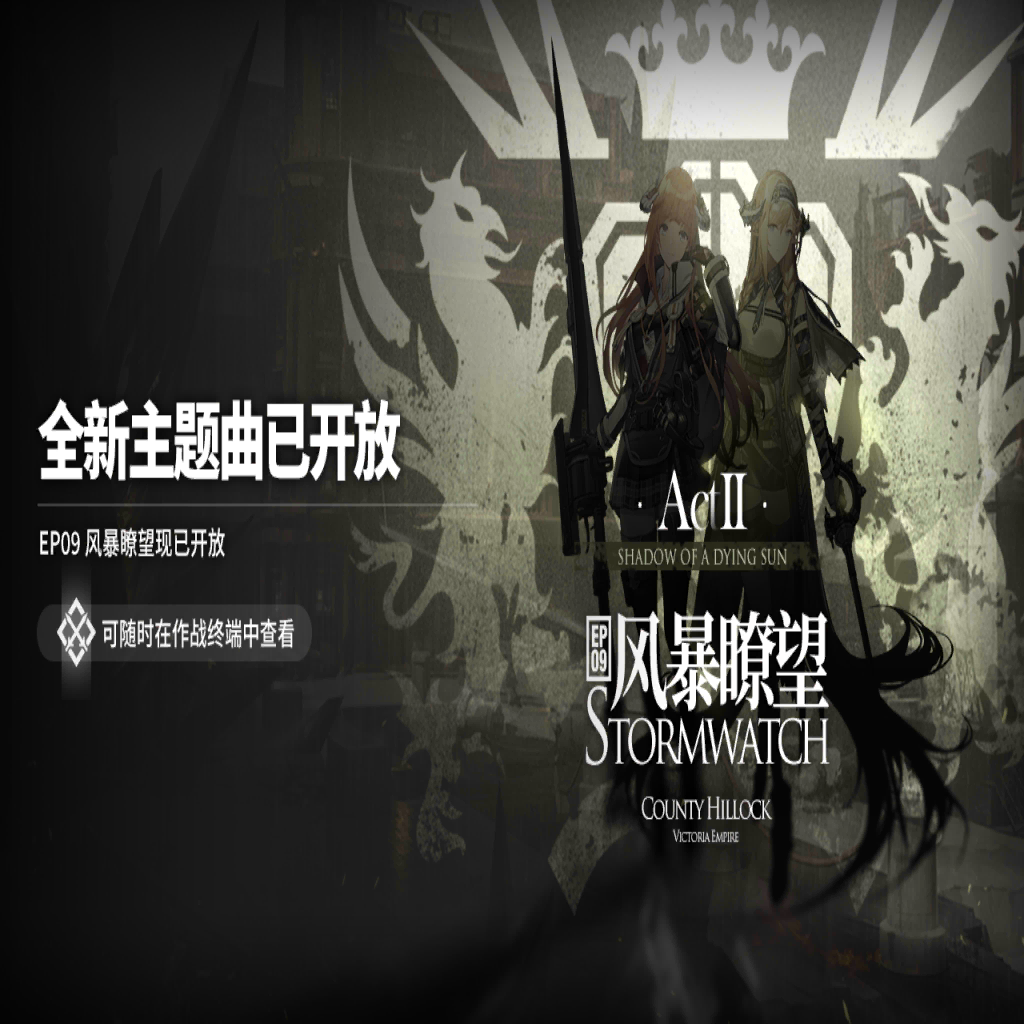 全新主题曲已开放
EP09 风暴瞭望现已开放
可随时在作战终端中查看
· Act II ·
SHADOW OF A DYING SUN
EP 09 风暴瞭望
STORMWATCH
COUNTY HILLOCK
VICTORIA EMPIRE